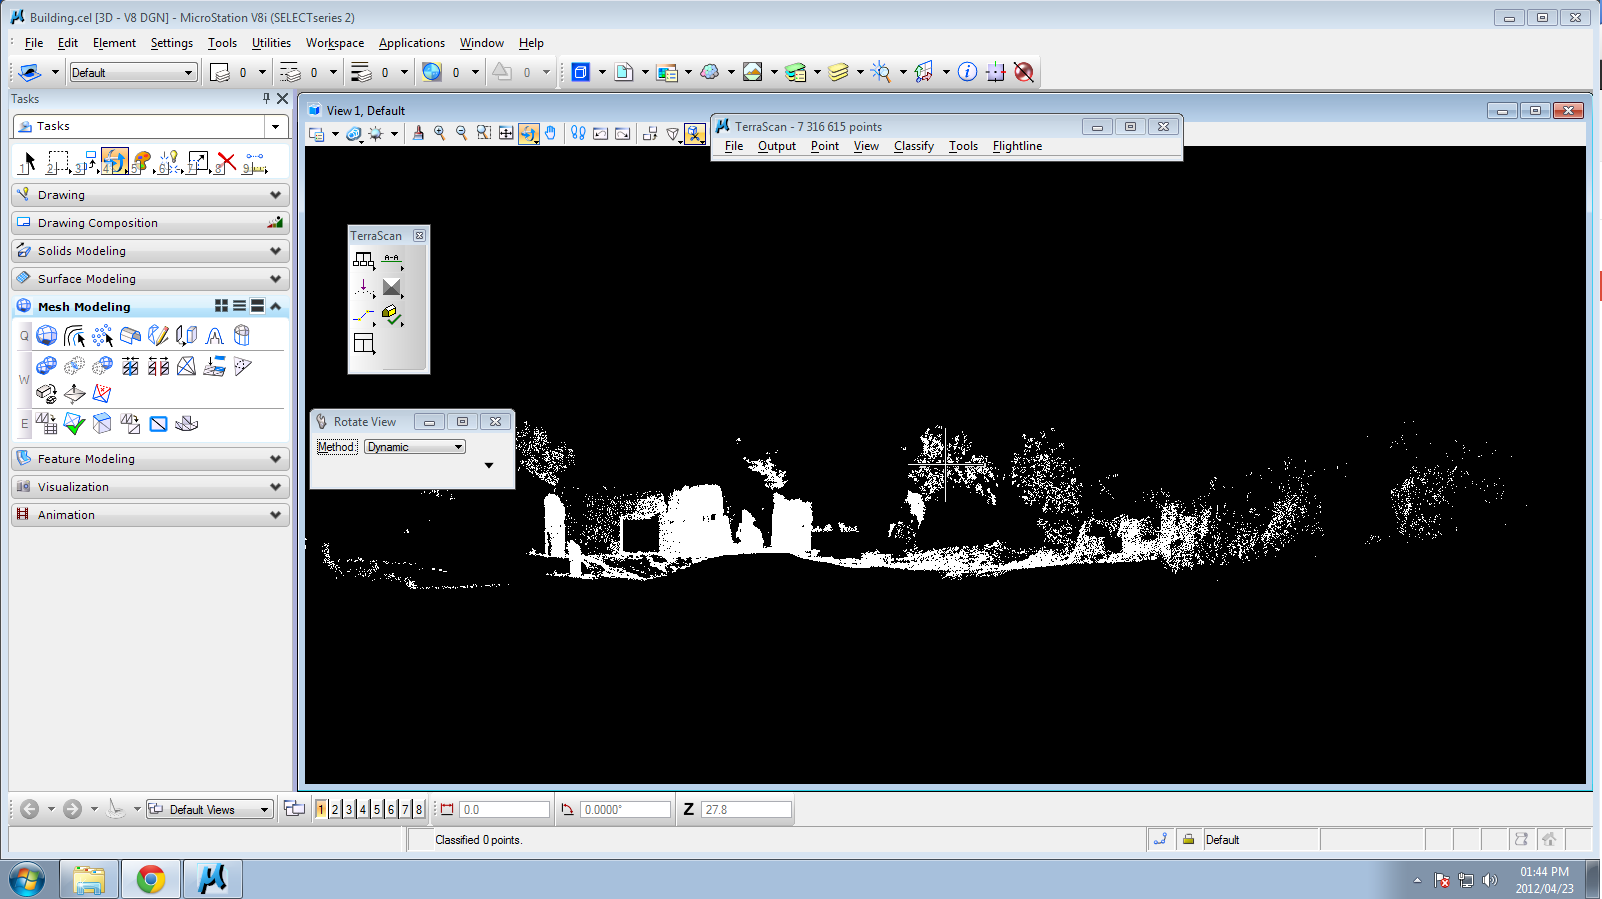 Building.cel [3D - V8 DGN] - MicroStation V8i (SELECTseries 2)
File Edit Element Settings Tools Utilities Workspace Applications Window Help
Default 0 0 0 0 0
Tasks
Tasks
1 2 3 4 5 6 7 8 9
Drawing
Drawing Composition
Solids Modeling
Surface Modeling
Mesh Modeling
Q
W
E
Feature Modeling
Visualization
Animation
View 1, Default
TerraScan - 7 316 615 points
File Output Point View Classify Tools Flightline
TerraScan
A-A
Rotate View
Method: Dynamic
Default Views 1 2 3 4 5 6 7 8 0.0 0.0000° Z 27.8
Classified 0 points. Default
01:44 PM
2012/04/23